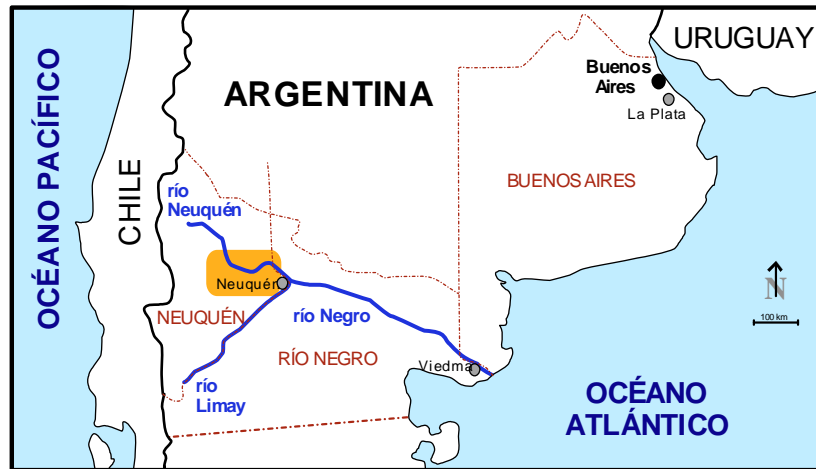 URUGUAY
Buenos
Aires
La Plata
ARGENTINA
OCÉANO PACÍFICO
CHILE
BUENOS AIRES
río
Neuquén
Neuquén
NEUQUÉN
río Negro
RÍO NEGRO
río
Limay
Viedma
N
100 km
OCÉANO
ATLÁNTICO